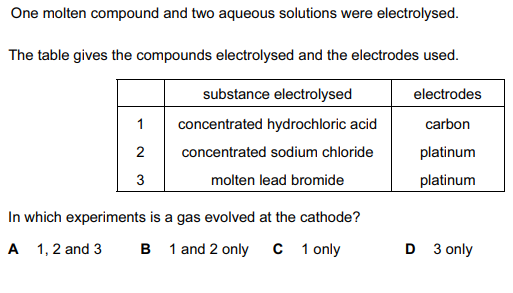 One molten compound and two aqueous solutions were electrolysed.
The table gives the compounds electrolysed and the electrodes used.
substance electrolysed electrodes
1 concentrated hydrochloric acid carbon
2 concentrated sodium chloride platinum
3 molten lead bromide platinum
In which experiments is a gas evolved at the cathode?
A 1, 2 and 3 B 1 and 2 only C 1 only D 3 only